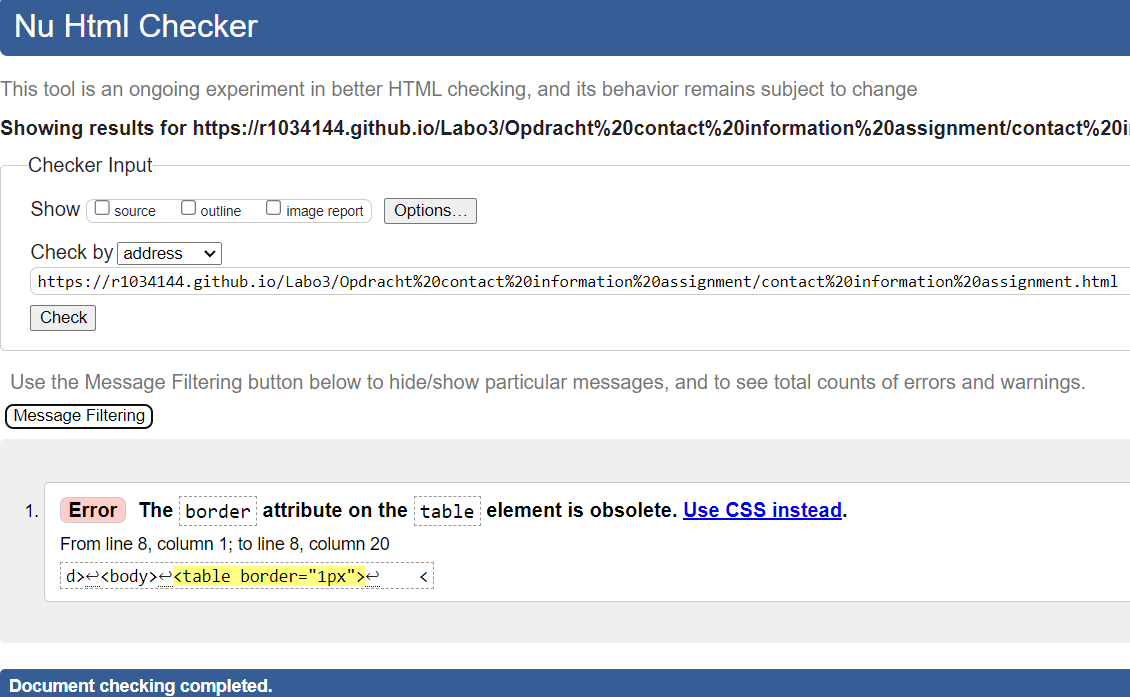 Nu Html Checker
This tool is an ongoing experiment in better HTML checking, and its behavior remains subject to change
Showing results for https://r1034144.github.io/Labo3/Opdracht%20contact%20information%20assignment/contact%20i
Checker Input
Show source outline image report Options...
Check by address
https://r1034144.github.io/Labo3/Opdracht%20contact%20information%20assignment/contact%20information%20assignment.html
Check
Use the Message Filtering button below to hide/show particular messages, and to see total counts of errors and warnings.
Message Filtering
1. Error The border attribute on the table element is obsolete. Use CSS instead.
From line 8, column 1; to line 8, column 20
d>↩<body>↩<table border="1px">↩ <
Document checking completed.